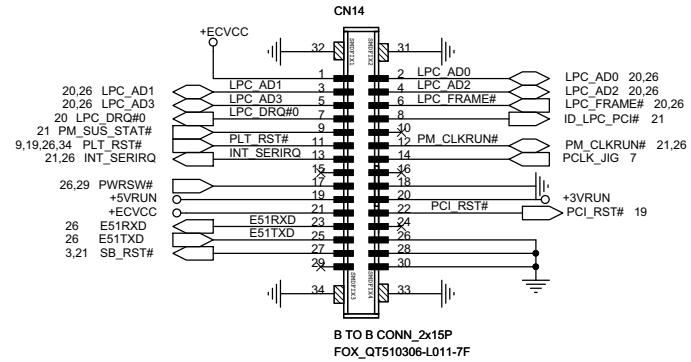 CN14
+ECVCC
32 SMDFIX1 SMDFIX2 31
1 2 LPC_AD0 LPC_AD0 20,26
20,26 LPC_AD1 LPC_AD1 3 4 LPC_AD2 LPC_AD2 20,26
20,26 LPC_AD3 LPC_AD3 5 6 LPC_FRAME# LPC_FRAME# 20,26
20 LPC_DRQ#0 LPC_DRQ#0 7 8 ID_LPC_PCI# 21
21 PM_SUS_STAT# 9 10
9,19,26,34 PLT_RST# PLT_RST# 11 12 PM_CLKRUN# PM_CLKRUN# 21,26
21,26 INT_SERIRQ INT_SERIRQ 13 14 PCLK_JIG 7
15 16
26,29 PWRSW# 17 18
+5VRUN 19 20 +3VRUN
+ECVCC 21 22 PCI_RST# PCI_RST# 19
26 E51RXD E51RXD 23 24
26 E51TXD E51TXD 25 26
3,21 SB_RST# 27 28
29 30
34 SMDFIX3 SMDFIX4 33
B TO B CONN_2x15P
FOX_QT510306-L011-7F